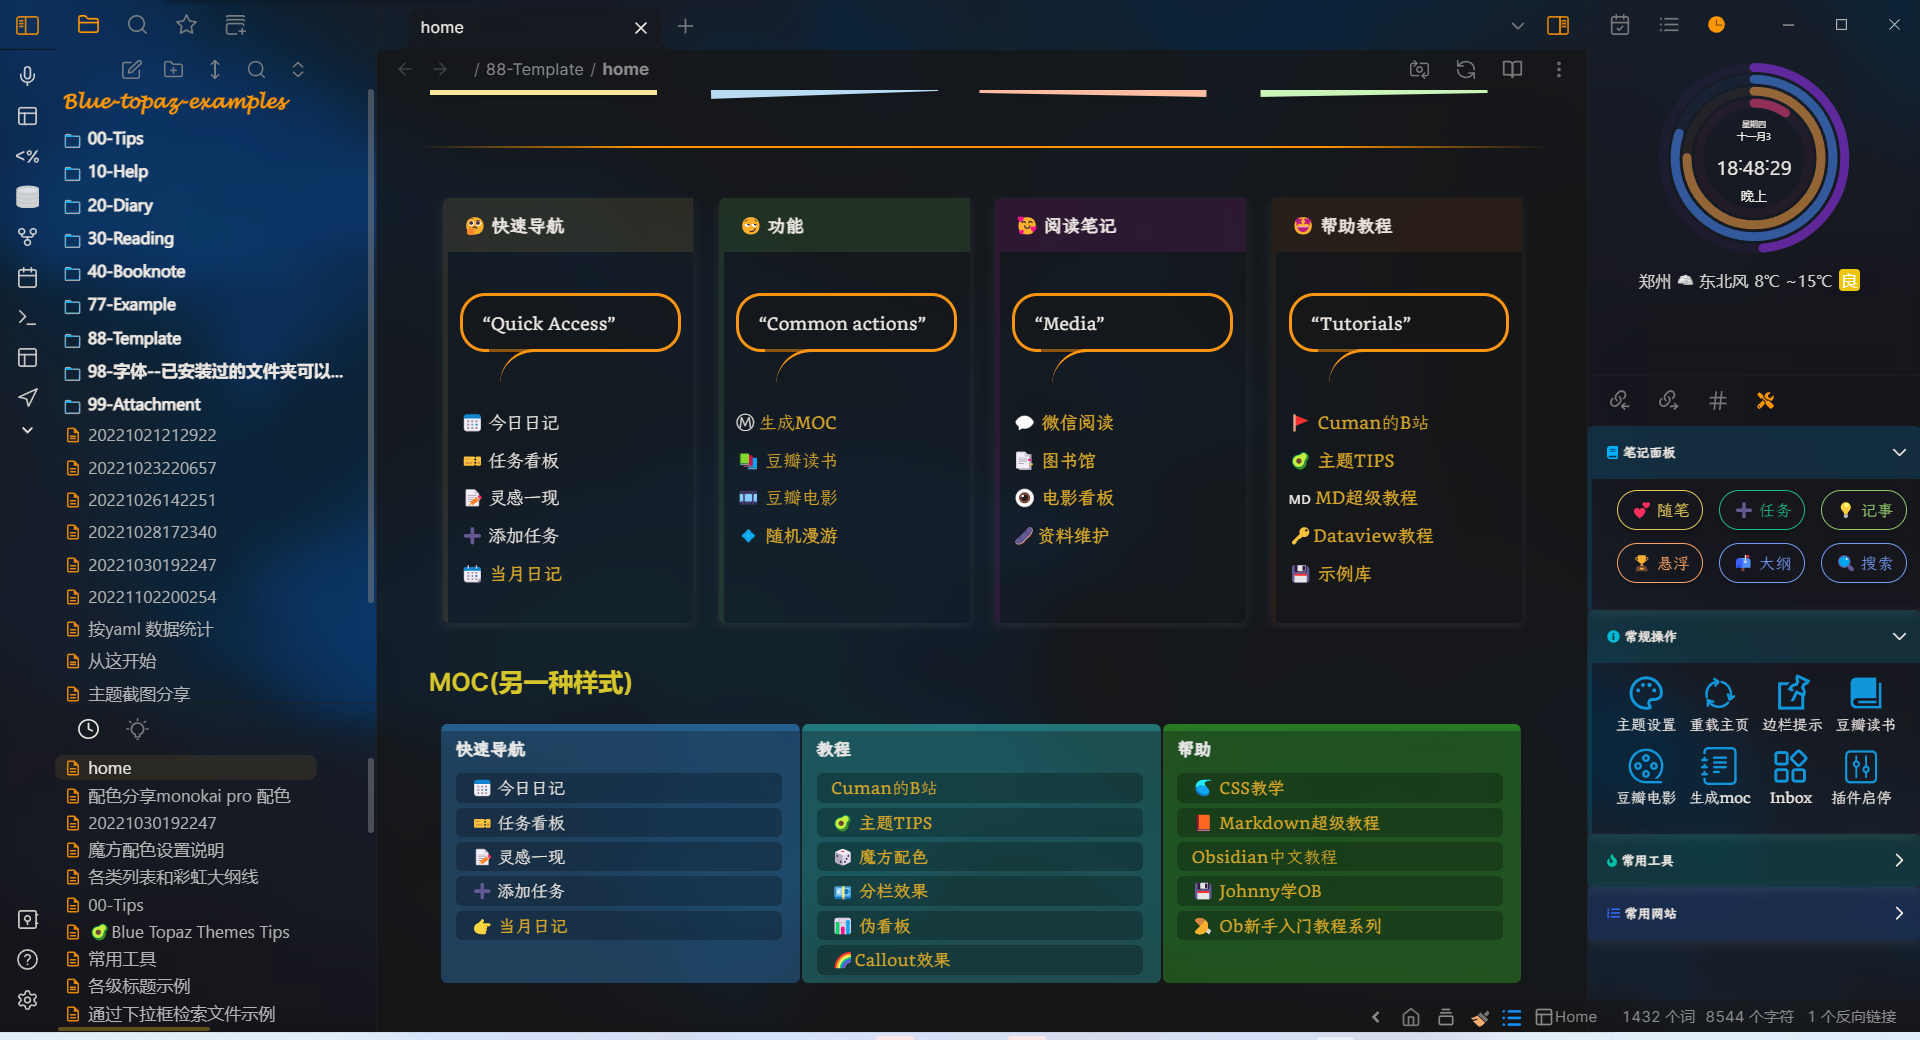 home
/ 88-Template / home
<%
Blue-topaz-examples
00-Tips
10-Help
20-Diary
30-Reading
40-Booknote
77-Example
88-Template
98-字体--已安装过的文件夹可以...
99-Attachment
20221021212922
20221023220657
20221026142251
20221028172340
20221030192247
20221102200254
按yaml 数据统计
从这开始
主题截图分享
home
配色分享monokai pro 配色
20221030192247
魔方配色设置说明
各类列表和彩虹大纲线
00-Tips
Blue Topaz Themes Tips
常用工具
各级标题示例
通过下拉框检索文件示例
快速导航
“Quick Access”
今日日记
任务看板
灵感一现
添加任务
当月日记
功能
“Common actions”
Ⓜ 生成MOC
豆瓣读书
豆瓣电影
随机漫游
阅读笔记
“Media”
微信阅读
图书馆
电影看板
资料维护
帮助教程
“Tutorials”
Cuman的B站
主题TIPS
MD MD超级教程
Dataview教程
示例库
MOC(另一种样式)
快速导航
今日日记
任务看板
灵感一现
添加任务
当月日记
教程
Cuman的B站
主题TIPS
魔方配色
分栏效果
伪看板
Callout效果
帮助
CSS教学
Markdown超级教程
Obsidian中文教程
Johnny学OB
Ob新手入门教程系列
星期四
十一月3
18:48:29
晚上
郑州 东北风 8℃ ~15℃ 良
笔记面板
随笔
任务
记事
悬浮
大纲
搜索
常规操作
主题设置
重载主页
边栏提示
豆瓣读书
豆瓣电影
生成moc
Inbox
插件启停
常用工具
常用网站
Home
1432 个词
8544 个字符
1 个反向链接